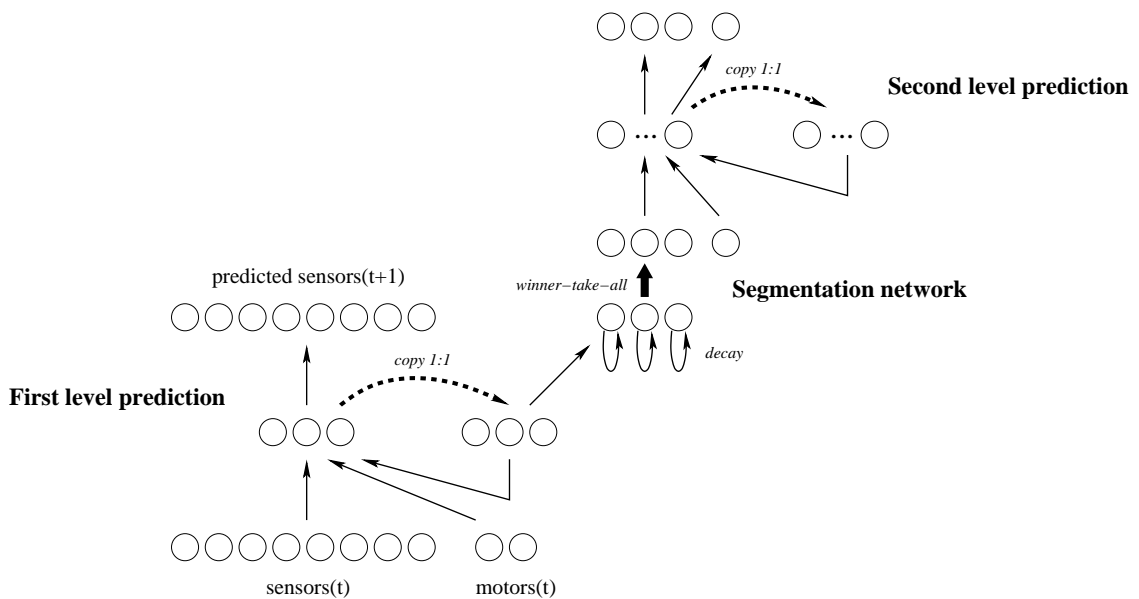 copy 1:1
Second level prediction
...
...
predicted sensors(t+1)
winner−take−all
Segmentation network
decay
copy 1:1
First level prediction
sensors(t)
motors(t)